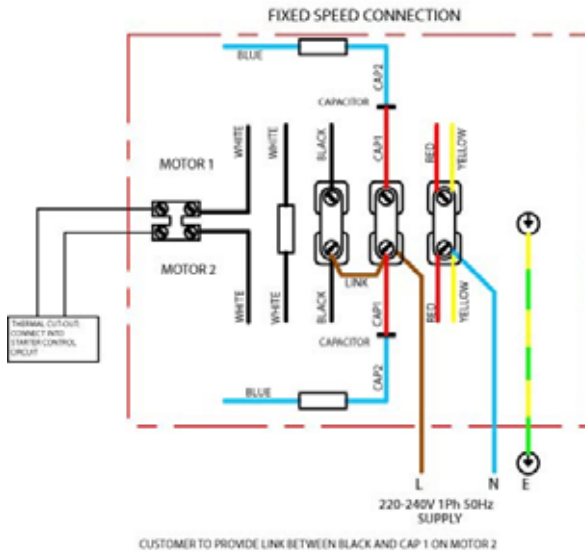 FIXED SPEED CONNECTION
BLUE
CAP2
CAPACITOR
WHITE
WHITE
BLACK
CAP1
RED
YELLOW
MOTOR 1
MOTOR 2
LINK
THERMAL CUT-OUT;
CONNECT INTO
STARTER CONTROL
CIRCUIT
WHITE
WHITE
BLACK
CAP1
RED
YELLOW
CAPACITOR
CAP2
BLUE
L N E
220-240V 1Ph 50Hz
SUPPLY
CUSTOMER TO PROVIDE LINK BETWEEN BLACK AND CAP 1 ON MOTOR 2